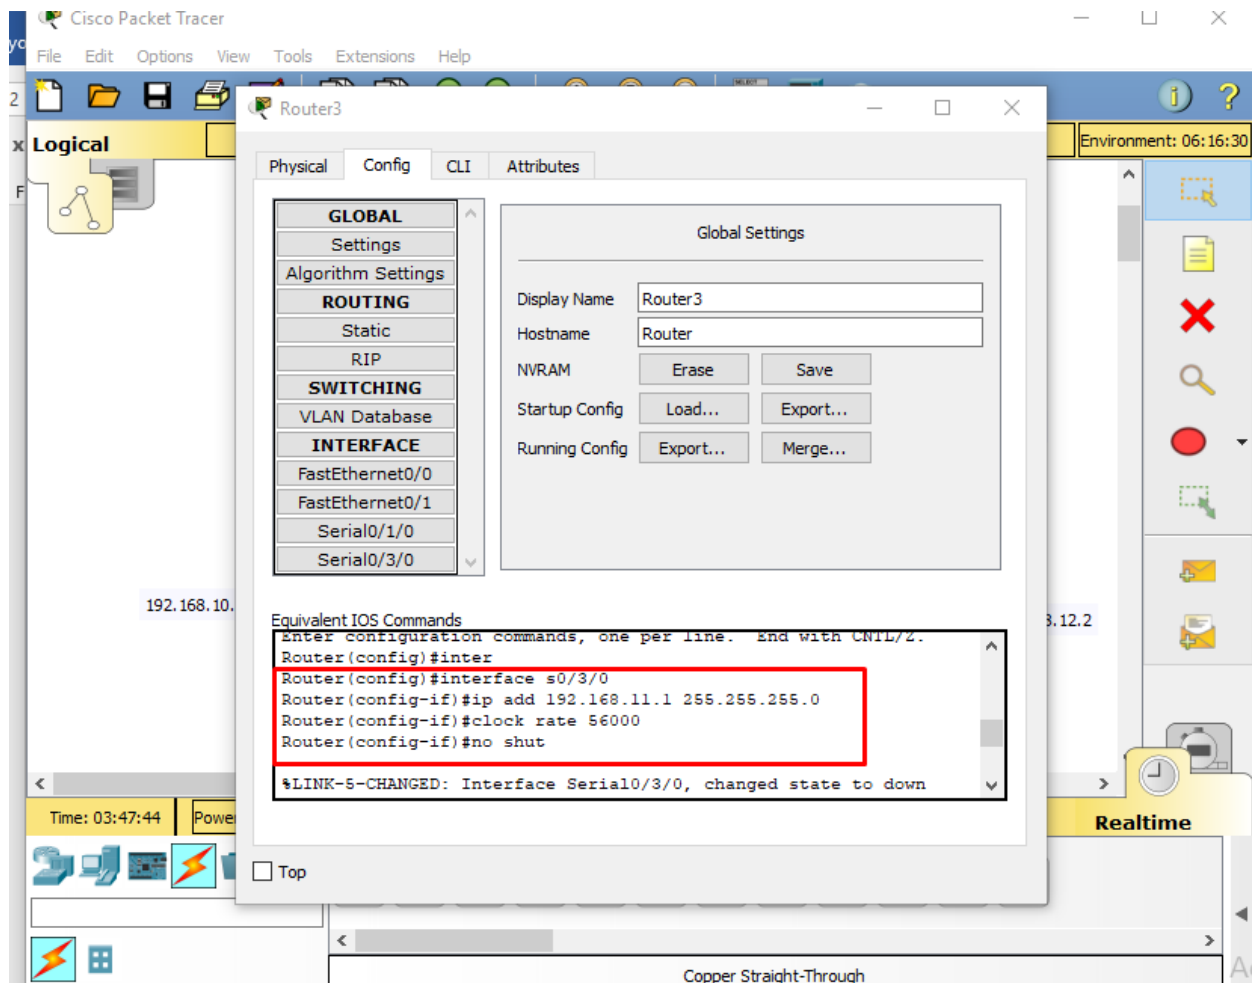 Cisco Packet Tracer
File Edit Options View Tools Extensions Help
2
Router3
x Logical
Environment: 06:16:30
F
Physical Config CLI Attributes
GLOBAL
Settings
Algorithm Settings
ROUTING
Static
RIP
SWITCHING
VLAN Database
INTERFACE
FastEthernet0/0
FastEthernet0/1
Serial0/1/0
Serial0/3/0
Global Settings
Display Name Router3
Hostname Router
NVRAM Erase Save
Startup Config Load... Export...
Running Config Export... Merge...
192.168.10.
3.12.2
Equivalent IOS Commands
Enter configuration commands, one per line. End with CNTL/Z.
Router(config)#inter
Router(config)#interface s0/3/0
Router(config-if)#ip add 192.168.11.1 255.255.255.0
Router(config-if)#clock rate 56000
Router(config-if)#no shut
%LINK-5-CHANGED: Interface Serial0/3/0, changed state to down
Time: 03:47:44 Power
Realtime
Top
Copper Straight-Through